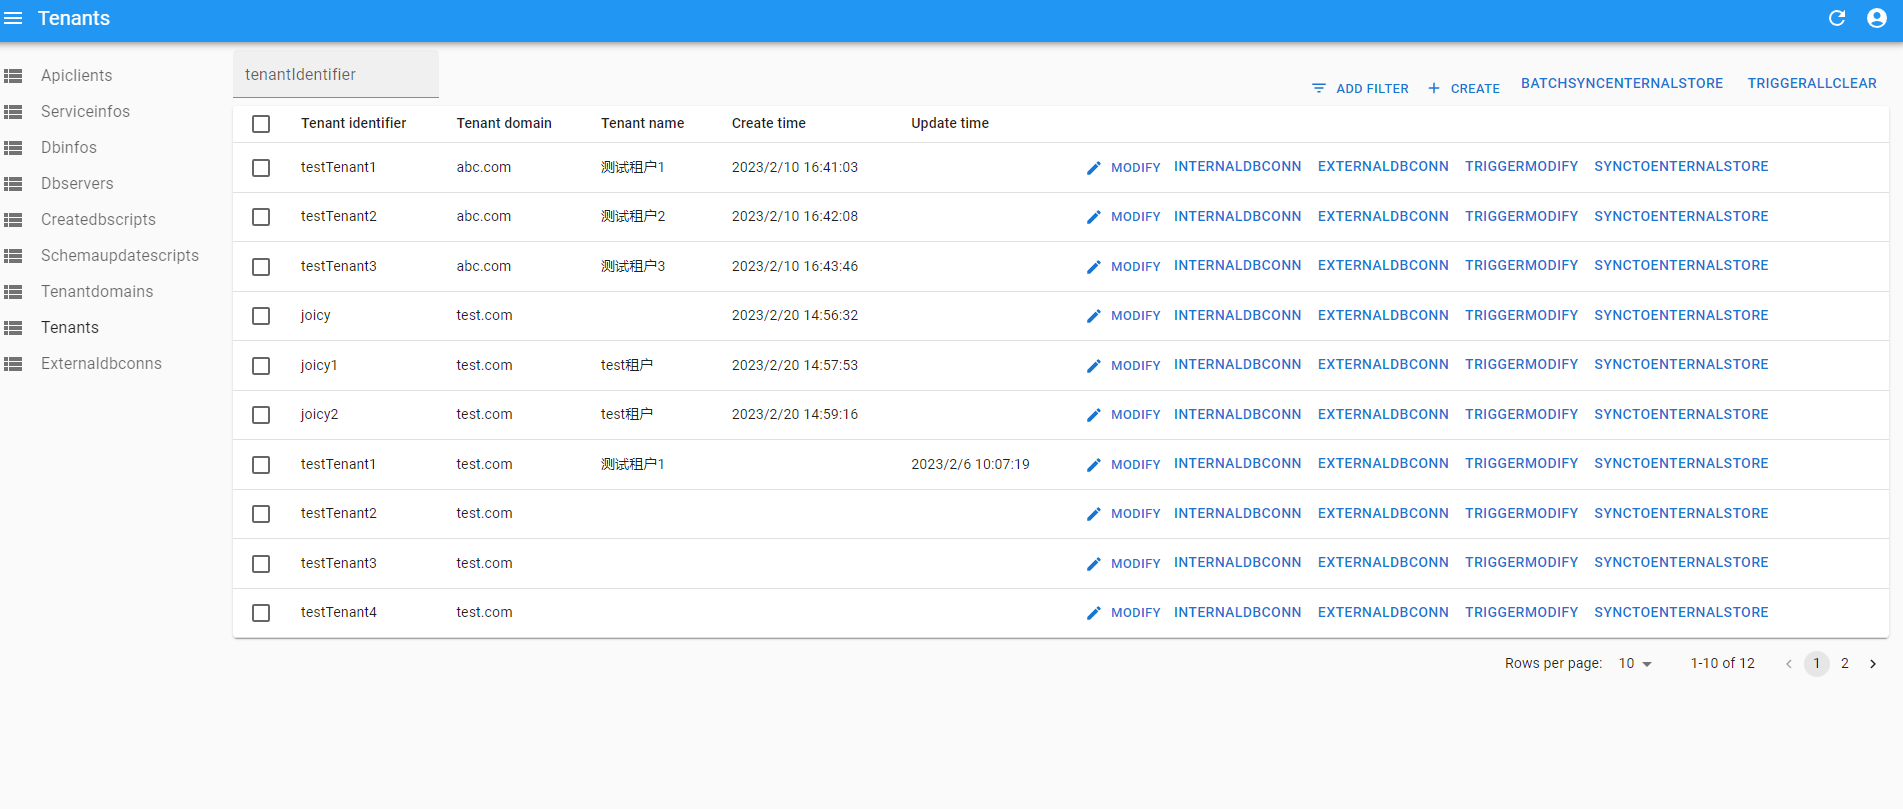 Tenants
Apiclients
Serviceinfos
Dbinfos
Dbservers
Createdbscripts
Schemaupdatescripts
Tenantdomains
Tenants
Externaldbconns
tenantIdentifier
ADD FILTER CREATE BATCHSYNCENTERNALSTORE TRIGGERALLCLEAR
Tenant identifier Tenant domain Tenant name Create time Update time
testTenant1 abc.com 测试租户1 2023/2/10 16:41:03 MODIFY INTERNALDBCONN EXTERNALDBCONN TRIGGERMODIFY SYNCTOENTERNALSTORE
testTenant2 abc.com 测试租户2 2023/2/10 16:42:08 MODIFY INTERNALDBCONN EXTERNALDBCONN TRIGGERMODIFY SYNCTOENTERNALSTORE
testTenant3 abc.com 测试租户3 2023/2/10 16:43:46 MODIFY INTERNALDBCONN EXTERNALDBCONN TRIGGERMODIFY SYNCTOENTERNALSTORE
joicy test.com 2023/2/20 14:56:32 MODIFY INTERNALDBCONN EXTERNALDBCONN TRIGGERMODIFY SYNCTOENTERNALSTORE
joicy1 test.com test租户 2023/2/20 14:57:53 MODIFY INTERNALDBCONN EXTERNALDBCONN TRIGGERMODIFY SYNCTOENTERNALSTORE
joicy2 test.com test租户 2023/2/20 14:59:16 MODIFY INTERNALDBCONN EXTERNALDBCONN TRIGGERMODIFY SYNCTOENTERNALSTORE
testTenant1 test.com 测试租户1 2023/2/6 10:07:19 MODIFY INTERNALDBCONN EXTERNALDBCONN TRIGGERMODIFY SYNCTOENTERNALSTORE
testTenant2 test.com MODIFY INTERNALDBCONN EXTERNALDBCONN TRIGGERMODIFY SYNCTOENTERNALSTORE
testTenant3 test.com MODIFY INTERNALDBCONN EXTERNALDBCONN TRIGGERMODIFY SYNCTOENTERNALSTORE
testTenant4 test.com MODIFY INTERNALDBCONN EXTERNALDBCONN TRIGGERMODIFY SYNCTOENTERNALSTORE
Rows per page: 10 1-10 of 12 1 2